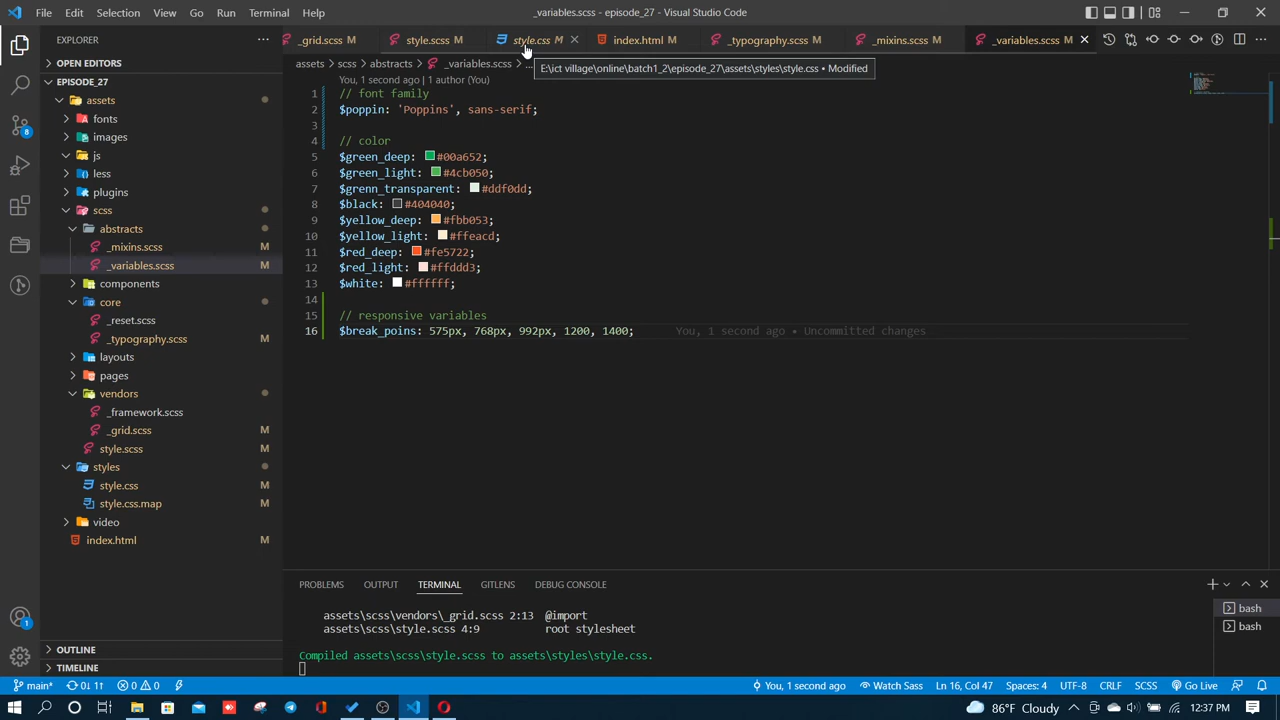 File Edit Selection View Go Run Terminal Help
_variables.scss - episode_27 - Visual Studio Code
EXPLORER
_grid.scss M style.scss M style.css M index.html M _typography.scss M _mixins.scss M _variables.scss M
OPEN EDITORS
assets > scss > abstracts > _variables.scss > ...
E:\ict village\online\batch1_2\episode_27\assets\styles\style.css • Modified
EPISODE_27
assets
fonts
images
js
less
plugins
scss
abstracts
_mixins.scss M
_variables.scss M
components
core
_reset.scss
_typography.scss M
layouts
pages
vendors
_framework.scss
_grid.scss M
style.scss M
styles
style.css M
style.css.map M
video
index.html M
OUTLINE
TIMELINE
8
1
You, 1 second ago | 1 author (You)
1 // font family
2 $poppin: 'Poppins', sans-serif;
3
4 // color
5 $green_deep: #00a652;
6 $green_light: #4cb050;
7 $grenn_transparent: #ddf0dd;
8 $black: #404040;
9 $yellow_deep: #fbb053;
10 $yellow_light: #ffeacd;
11 $red_deep: #fe5722;
12 $red_light: #ffddd3;
13 $white: #ffffff;
14
15 // responsive variables
16 $break_poins: 575px, 768px, 992px, 1200, 1400; You, 1 second ago • Uncommitted changes
PROBLEMS OUTPUT TERMINAL GITLENS DEBUG CONSOLE
assets\scss\vendors\_grid.scss 2:13 @import
assets\scss\style.scss 4:9 root stylesheet
Compiled assets\scss\style.scss to assets\styles\style.css.
bash
bash
main* 0↓ 1↑ 0 0 You, 1 second ago Watch Sass Ln 16, Col 47 Spaces: 4 UTF-8 CRLF SCSS Go Live
86°F Cloudy 12:37 PM